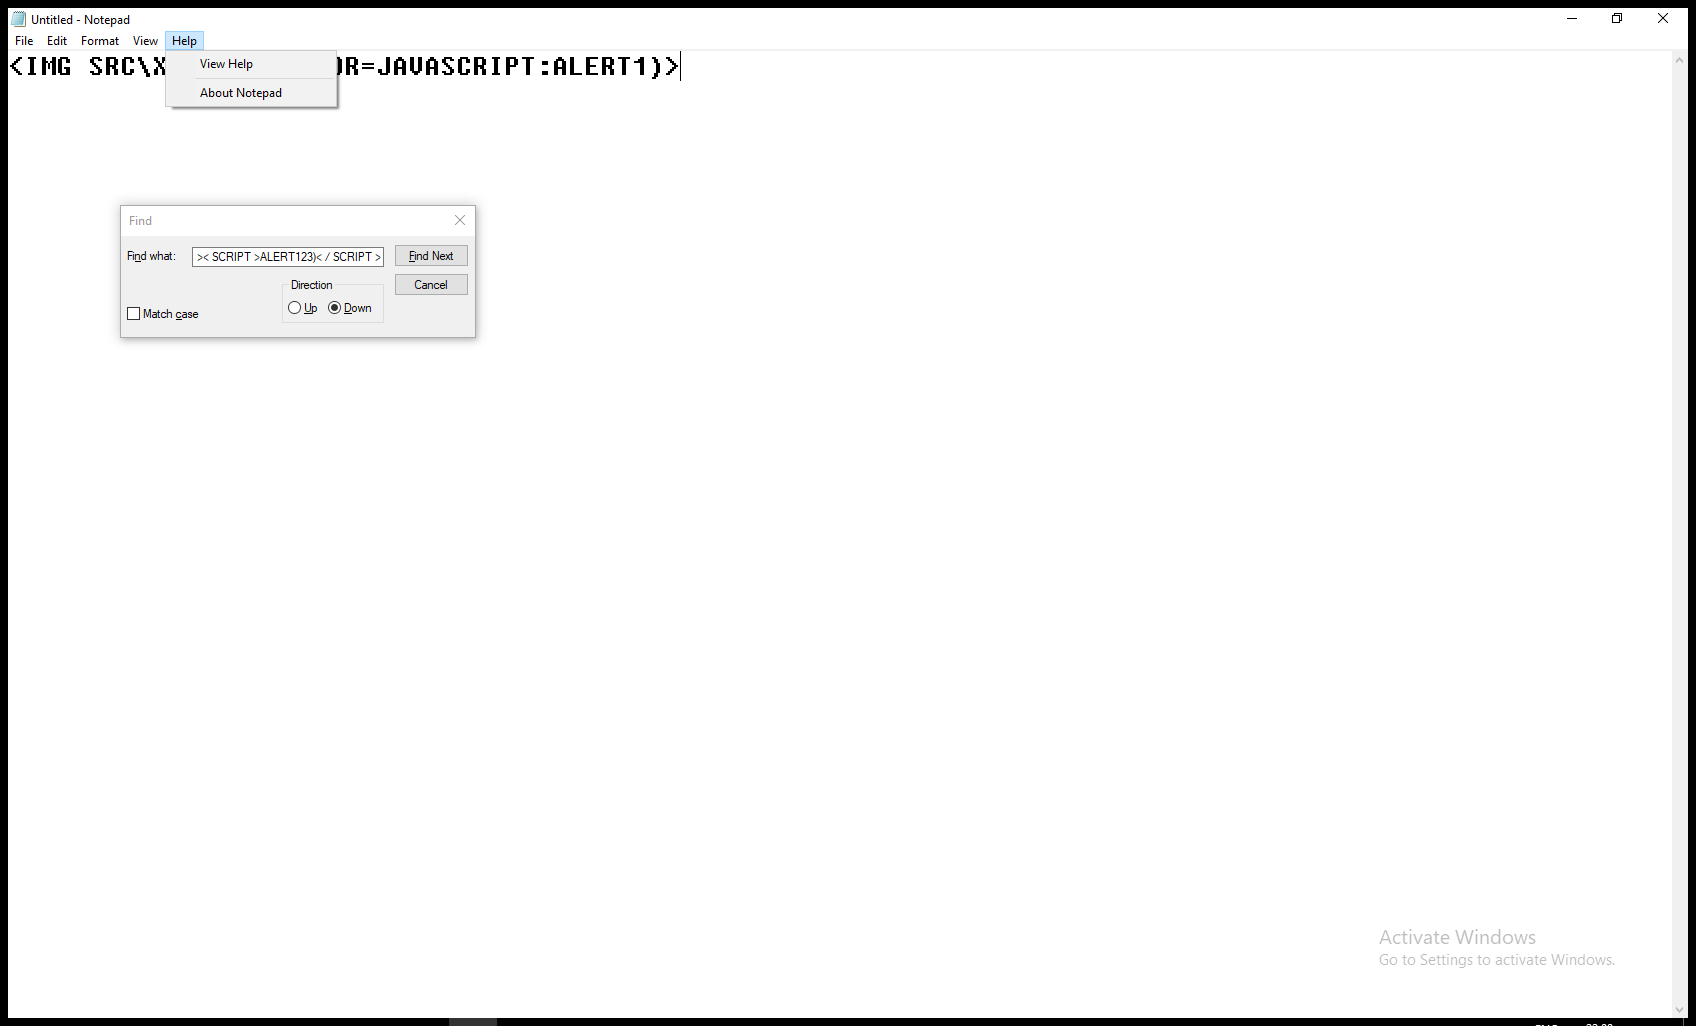 Untitled - Notepad
File Edit Format View Help
<IMG SRC\X R=JAVASCRIPT:ALERT1)>
View Help
About Notepad
Find
Find what: >< SCRIPT >ALERT123)< / SCRIPT > Find Next
Direction Cancel
Up Down
Match case
Activate Windows
Go to Settings to activate Windows.